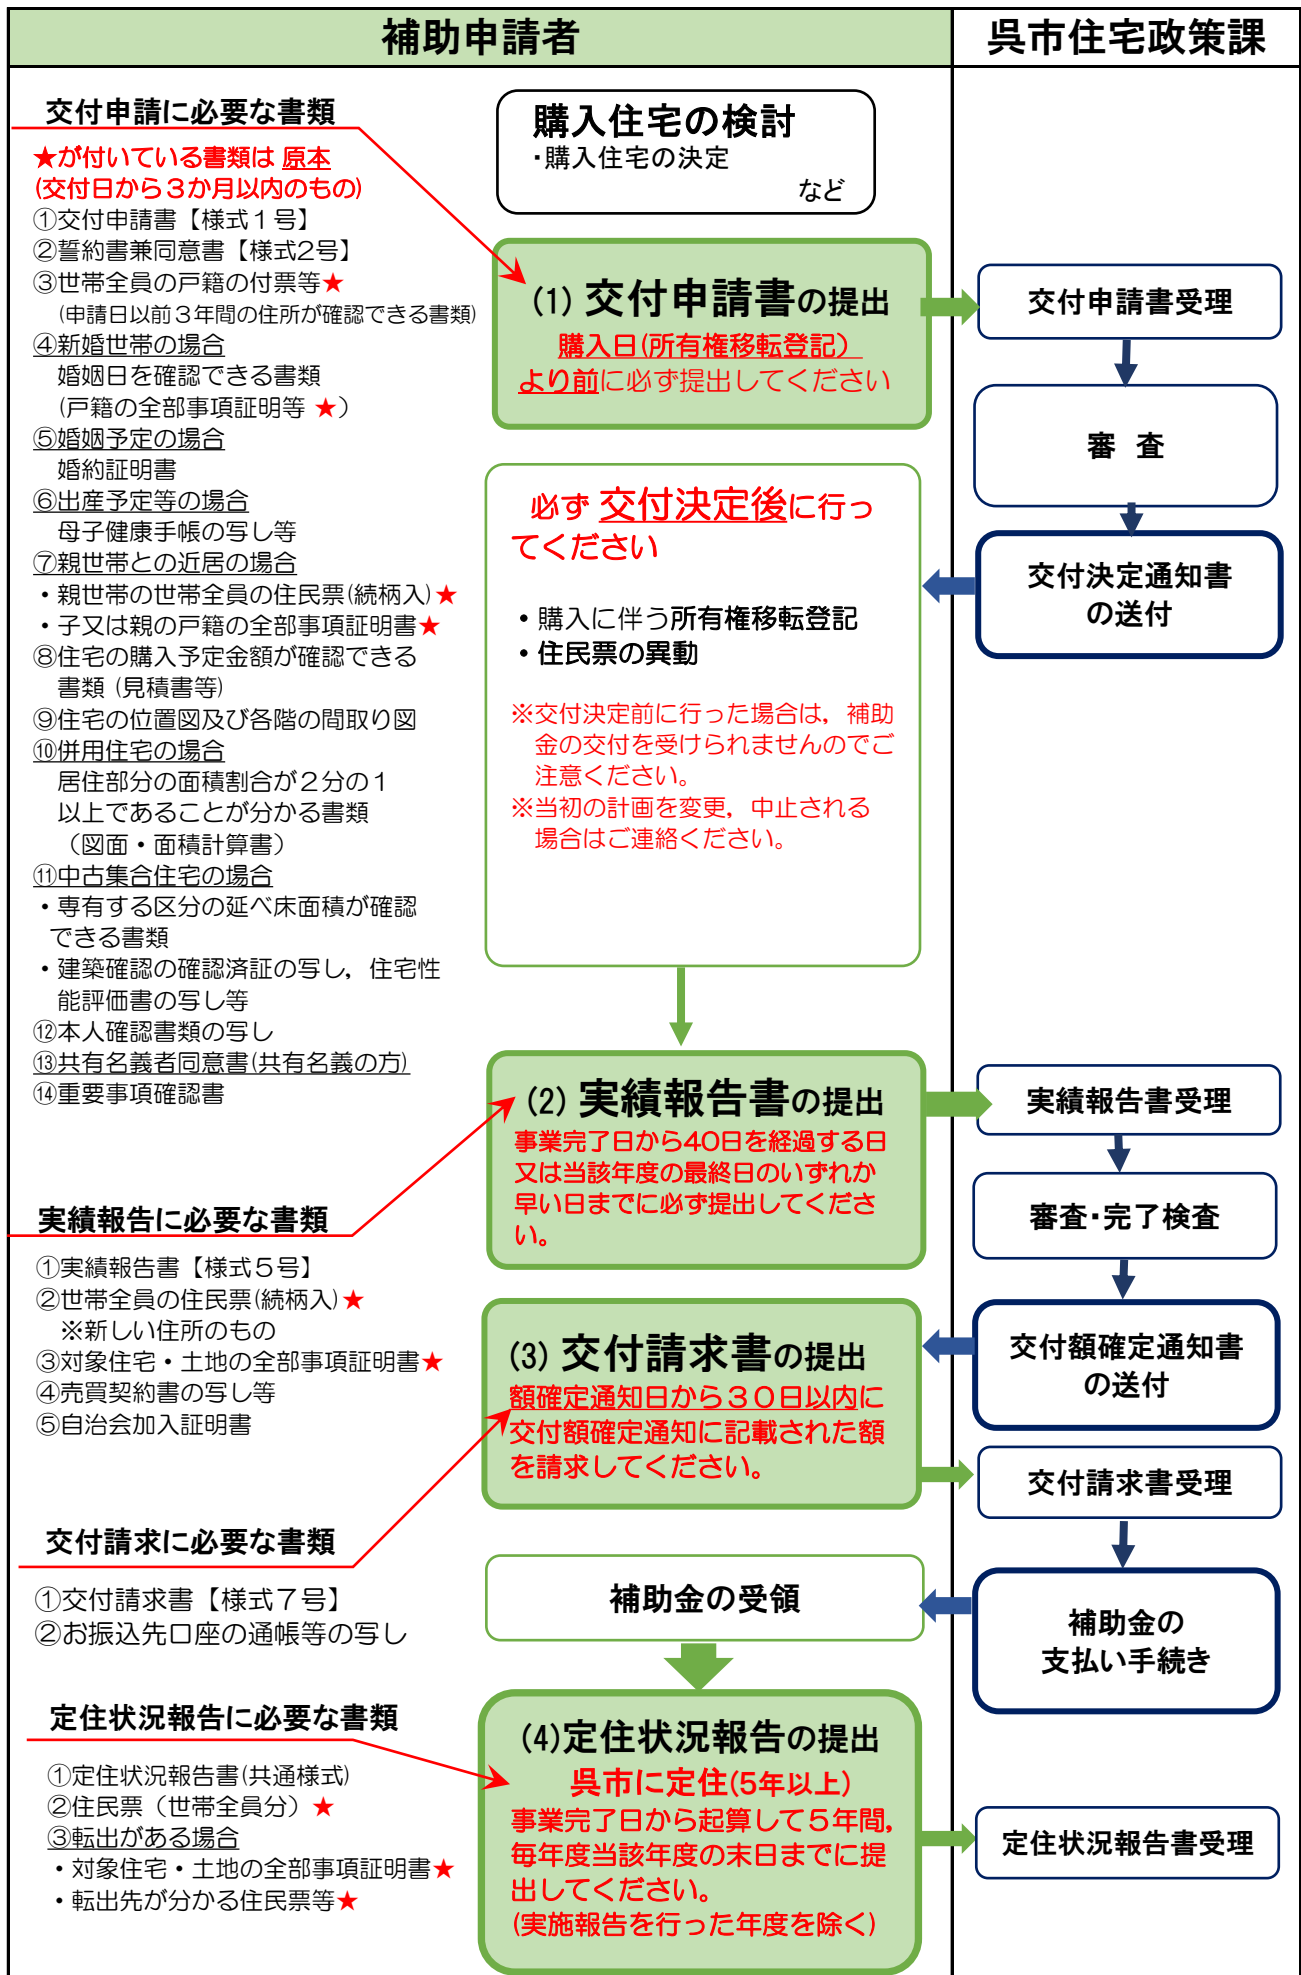 補助申請者
呉市住宅政策課
交付申請に必要な書類
★が付いている書類は 原本
(交付日から３か月以内のもの)
①交付申請書【様式１号】
②誓約書兼同意書【様式2号】
③世帯全員の戸籍の付票等★
(申請日以前３年間の住所が確認できる書類)
④新婚世帯の場合
婚姻日を確認できる書類
(戸籍の全部事項証明等 ★）
⑤婚姻予定の場合
婚約証明書
⑥出産予定等の場合
母子健康手帳の写し等
⑦親世帯との近居の場合
・親世帯の世帯全員の住民票(続柄入)★
・子又は親の戸籍の全部事項証明書★
⑧住宅の購入予定金額が確認できる
書類 (見積書等)
⑨住宅の位置図及び各階の間取り図
⑩併用住宅の場合
居住部分の面積割合が２分の１
以上であることが分かる書類
（図面・面積計算書）
⑪中古集合住宅の場合
・専有する区分の延べ床面積が確認
できる書類
・建築確認の確認済証の写し，住宅性
能評価書の写し等
⑫本人確認書類の写し
⑬共有名義者同意書(共有名義の方)
⑭重要事項確認書
実績報告に必要な書類
①実績報告書【様式５号】
②世帯全員の住民票(続柄入)★
※新しい住所のもの
③対象住宅・土地の全部事項証明書★
④売買契約書の写し等
⑤自治会加入証明書
交付請求に必要な書類
①交付請求書【様式７号】
②お振込先口座の通帳等の写し
定住状況報告に必要な書類
①定住状況報告書(共通様式)
②住民票（世帯全員分）★
③転出がある場合
・対象住宅・土地の全部事項証明書★
・転出先が分かる住民票等★
購入住宅の検討
・購入住宅の決定
など
(1) 交付申請書の提出
購入日(所有権移転登記）
より前に必ず提出してください
必ず 交付決定後に行っ
てください
・購入に伴う所有権移転登記
・住民票の異動
※交付決定前に行った場合は，補助
金の交付を受けられませんのでご
注意ください。
※当初の計画を変更，中止される
場合はご連絡ください。
(2) 実績報告書の提出
事業完了日から40日を経過する日
又は当該年度の最終日のいずれか
早い日までに必ず提出してくださ
い。
(3) 交付請求書の提出
額確定通知日から３０日以内に
交付額確定通知に記載された額
を請求してください。
補助金の受領
(4)定住状況報告の提出
呉市に定住(5年以上)
事業完了日から起算して５年間，
毎年度当該年度の末日までに提
出してください。
(実施報告を行った年度を除く)
交付申請書受理
審 査
交付決定通知書
の送付
実績報告書受理
審査・完了検査
交付額確定通知書
の送付
交付請求書受理
補助金の
支払い手続き
定住状況報告書受理